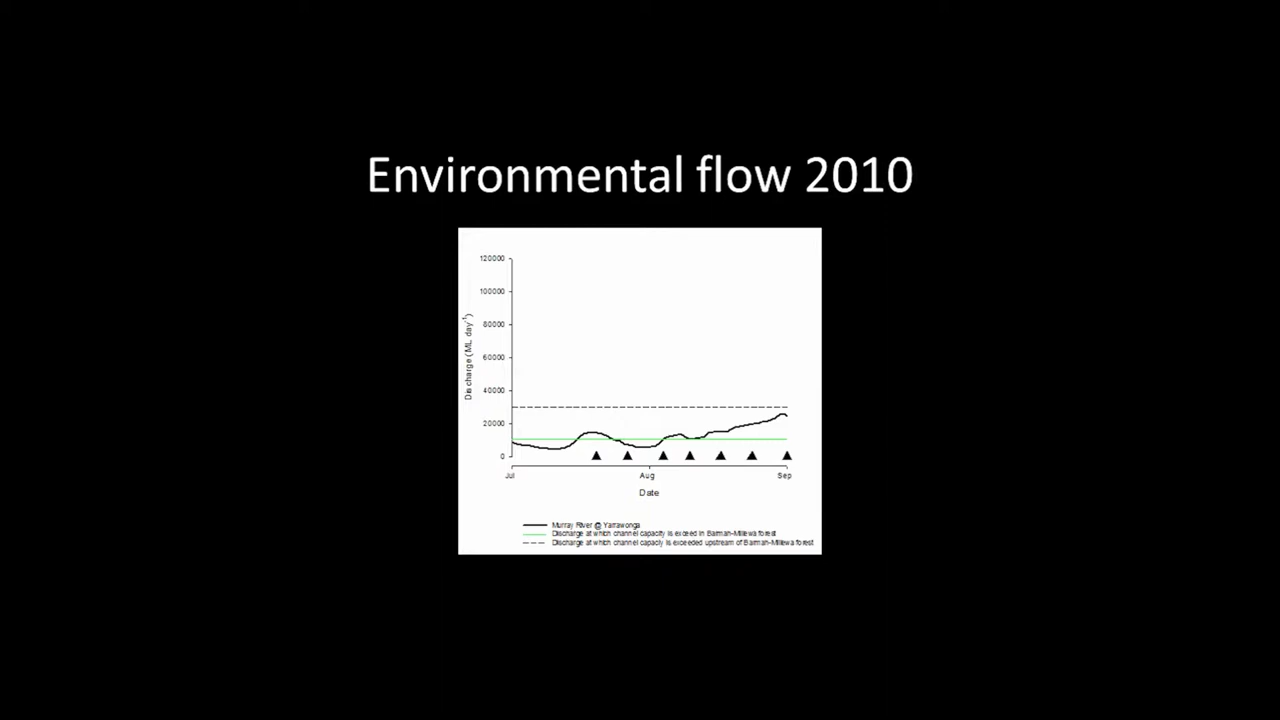 Environmental flow 2010
120000
100000
80000
60000
40000
20000
0
Discharge (ML day-1)
Jul
Aug
Sep
Date
Murray River @ Yarrawonga
Discharge at which channel capacity is exceed in Barmah-Millewa forest
Discharge at which channel capacity is exceeded upstream of Barmah-Millewa forest